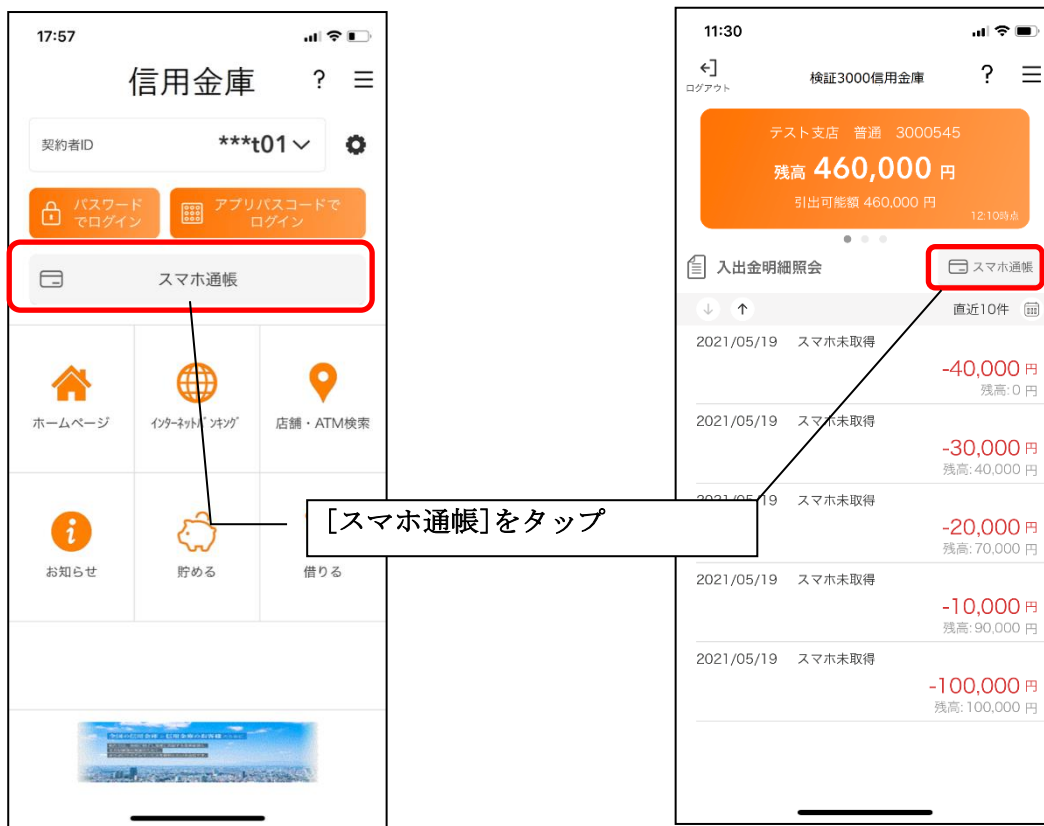 17:57
信用金庫 ?
契約者ID ***t01
パスワード
でログイン
アプリパスコードで
ログイン
スマホ通帳
ホームページ
インターネットバンキング
店舗・ATM検索
お知らせ
貯める
借りる
[スマホ通帳]をタップ
11:30
ログアウト
検証3000信用金庫 ?
テスト支店 普通 3000545
残高 460,000 円
引出可能額 460,000 円
12:10時点
入出金明細照会
スマホ通帳
↓ ↑ 直近10件
2021/05/19 スマホ未取得
-40,000 円
残高:0 円
2021/05/19 スマホ未取得
-30,000 円
残高:40,000 円
2021/05/19 スマホ未取得
-20,000 円
残高:70,000 円
2021/05/19 スマホ未取得
-10,000 円
残高:90,000 円
2021/05/19 スマホ未取得
-100,000 円
残高:100,000 円